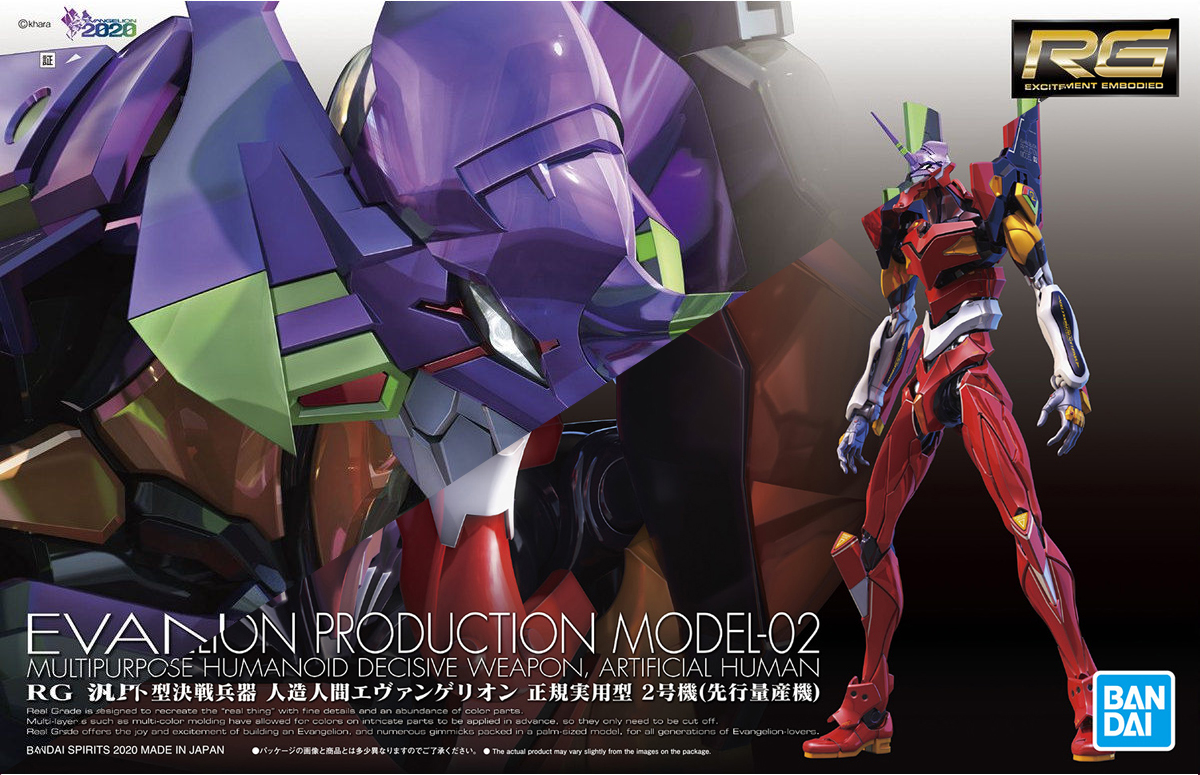 ©khara
EVANGELION
2020
証
RG
EXCITEMENT EMBODIED
PRODUCTION MODEL-02
MULTIPURPOSE HUMANOID DECISIVE WEAPON, ARTIFICIAL HUMAN
RG 型決戦兵器 人造人間エヴァンゲリオン 正規実用型 2号機(先行量産機)
Real Grade is designed to recreate the "real thing" with fine details and an abundance of color parts.
such as multi-color molding have allowed for colors on intricate parts to be applied in advance, so they only need to be cut off.
Real Grade offers the joy and excitement of building an Evangelion, and numerous gimmicks packed in a palm-sized model, for all generations of Evangelion-lovers.
BANDAI SPIRITS 2020 MADE IN JAPAN
●パッケージの画像と商品とは多少異なりますのでご了承ください。 ● The actual product may vary slightly from the images on the package.
BAN
DAI